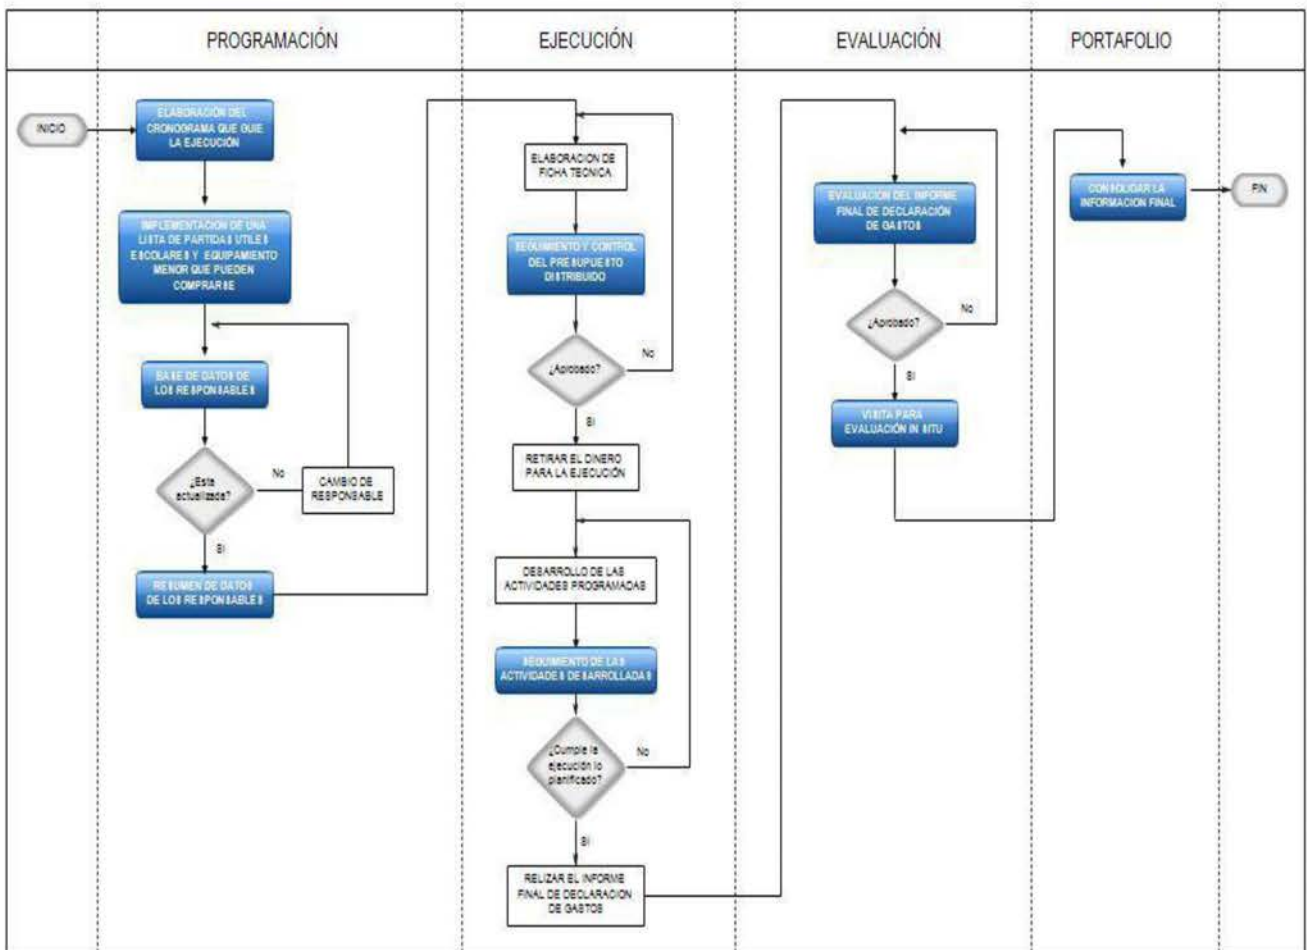 PROGRAMACIÓN
EJECUCIÓN
EVALUACIÓN
PORTAFOLIO
INICIO
ELABORACIÓN DEL
CRONOGRAMA QUE GUIE
LA EJECUCIÓN
IMPLEMENTACION DE UNA
LISTA DE PARTIDAS UTILES
ESCOLARES Y EQUIPAMIENTO
MENOR QUE PUEDEN
COMPRARSE
BASE DE DATOS DE
LOS RESPONSABLES
¿Esta
actualizada?
No
CAMBIO DE
RESPONSABLE
SI
RESUMEN DE DATOS
DE LOS RESPONSABLES
ELABORACION DE
FICHA TECNICA
SEGUIMIENTO Y CONTROL
DEL PRESUPUESTO
DISTRIBUIDO
¿Aprobado?
No
SI
RETIRAR EL DINERO
PARA LA EJECUCIÓN
DESARROLLO DE LAS
ACTIVIDADES PROGRAMADAS
SEGUIMIENTO DE LAS
ACTIVIDADES DESARROLLADAS
¿Cumple la
ejecución lo
planificado?
No
SI
RELIZAR EL INFORME
FINAL DE DECLARACION
DE GASTOS
EVALUACION DEL INFORME
FINAL DE DECLARACIÓN
DE GASTOS
¿Aprobado?
No
SI
VISITA PARA
EVALUACIÓN IN SITU
CONSOLIDAR LA
INFORMACION FINAL
FIN